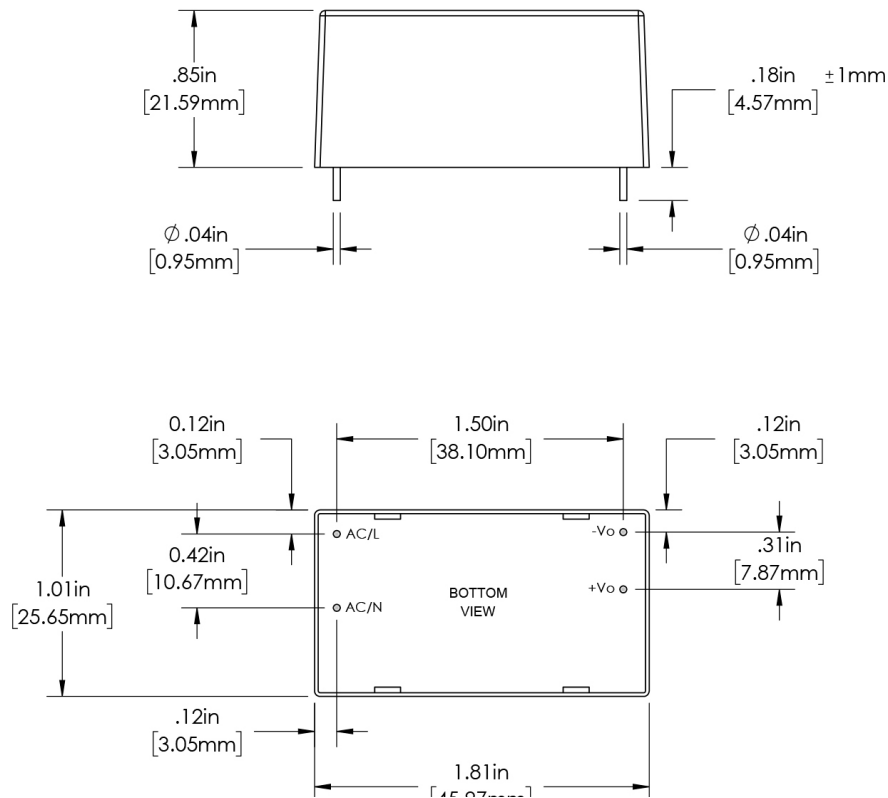 .85in
[21.59mm]
.18in ±1mm
[4.57mm]
Ø .04in
[0.95mm]
Ø .04in
[0.95mm]
0.12in
[3.05mm]
1.50in
[38.10mm]
.12in
[3.05mm]
AC/L
-Vo
0.42in
[10.67mm]
.31in
[7.87mm]
1.01in
[25.65mm]
AC/N
BOTTOM
VIEW
+Vo
.12in
[3.05mm]
1.81in